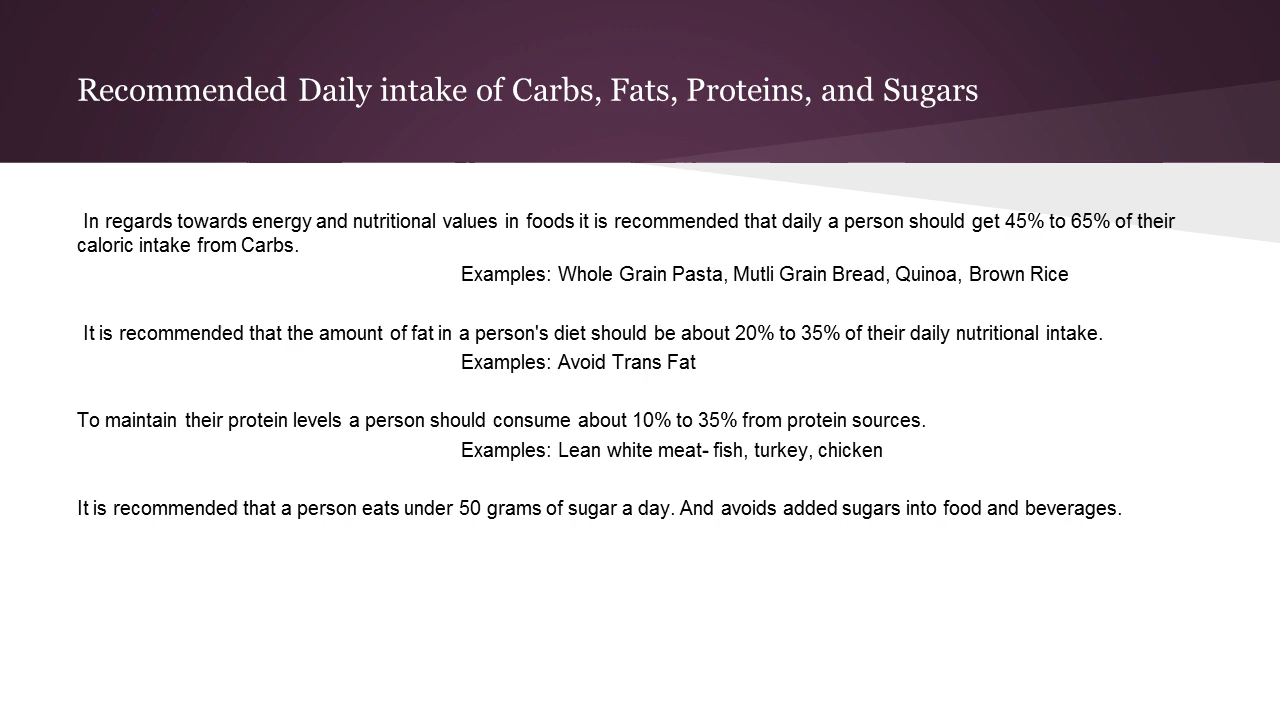 Recommended Daily intake of Carbs, Fats, Proteins, and Sugars
In regards towards energy and nutritional values in foods it is recommended that daily a person should get 45% to 65% of their
caloric intake from Carbs.
Examples: Whole Grain Pasta, Mutli Grain Bread, Quinoa, Brown Rice
It is recommended that the amount of fat in a person's diet should be about 20% to 35% of their daily nutritional intake.
Examples: Avoid Trans Fat
To maintain their protein levels a person should consume about 10% to 35% from protein sources.
Examples: Lean white meat- fish, turkey, chicken
It is recommended that a person eats under 50 grams of sugar a day. And avoids added sugars into food and beverages.